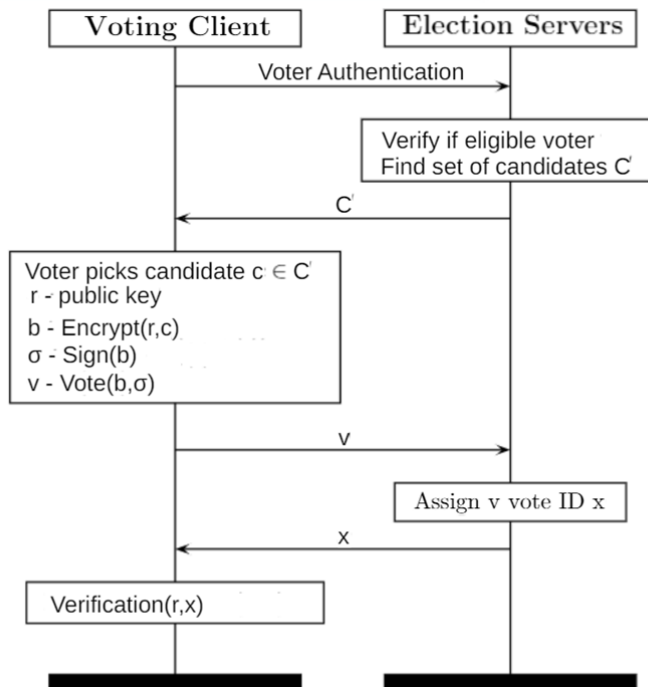 Voting Client
Election Servers
Voter Authentication
Verify if eligible voter
Find set of candidates C'
C'
Voter picks candidate c ∈ C'
r - public key
b - Encrypt(r,c)
σ - Sign(b)
v - Vote(b,σ)
v
Assign v vote ID x
x
Verification(r,x)